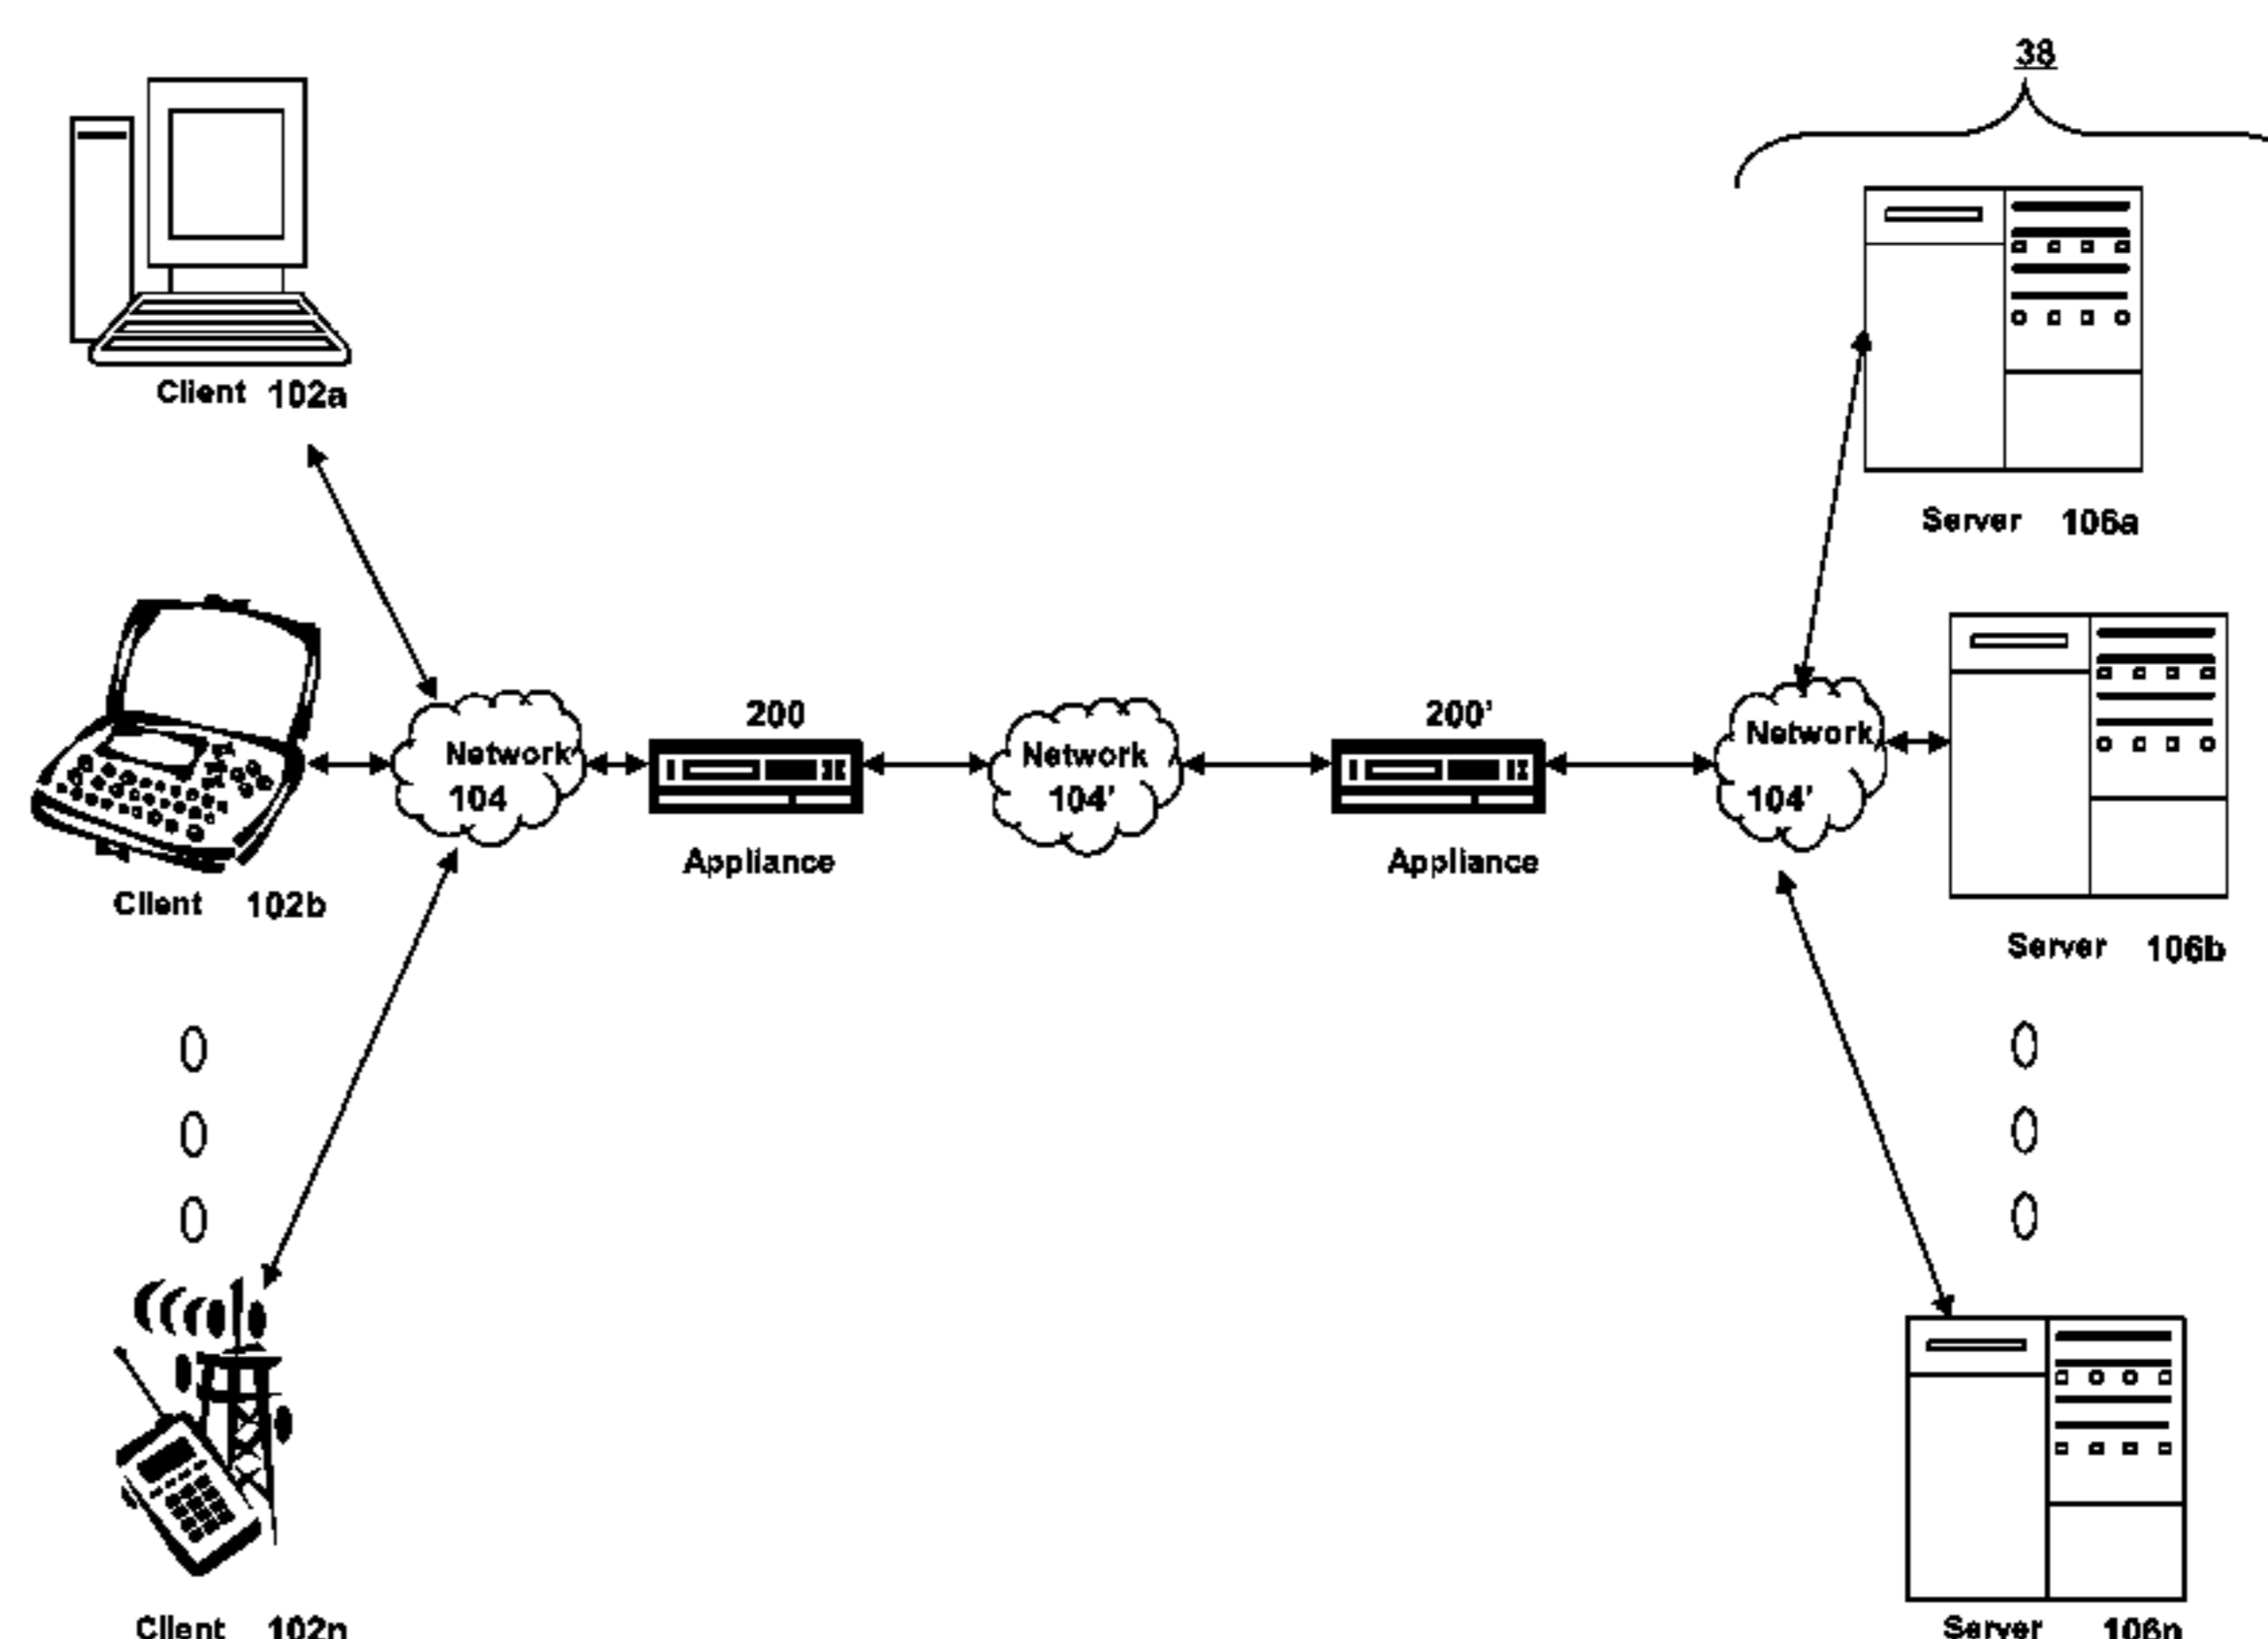 38
Client 102a
Server 106a
200
200'
Network
104
Network
104'
Network
104'
Appliance
Appliance
Client 102b
Server 106b
Client 102n
Server 106n